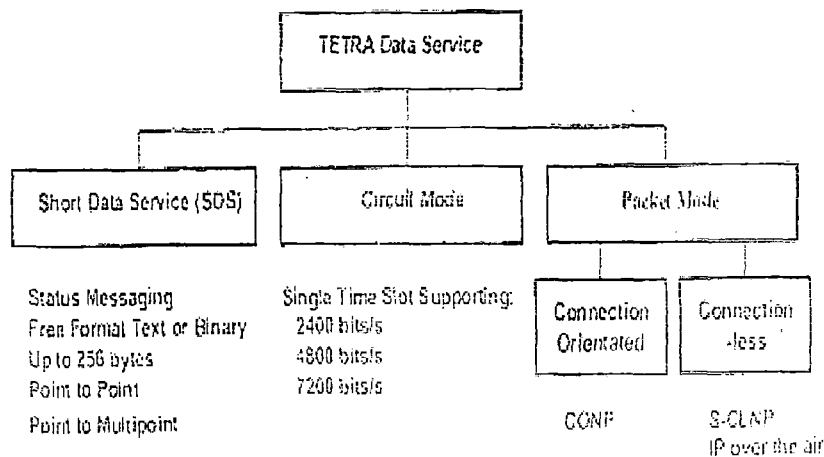 TETRA Data Service
Short Data Service (SDS)
Circuit Mode
Packet Mode
Status Messaging
Free Format Text or Binary
Up to 256 bytes
Point to Point
Point to Multipoint
Single Time Slot Supporting:
2400 bits/s
4800 bits/s
7200 bits/s
Connection
Orientated
Connection
-less
CONP
S-CLNP
IP over the air